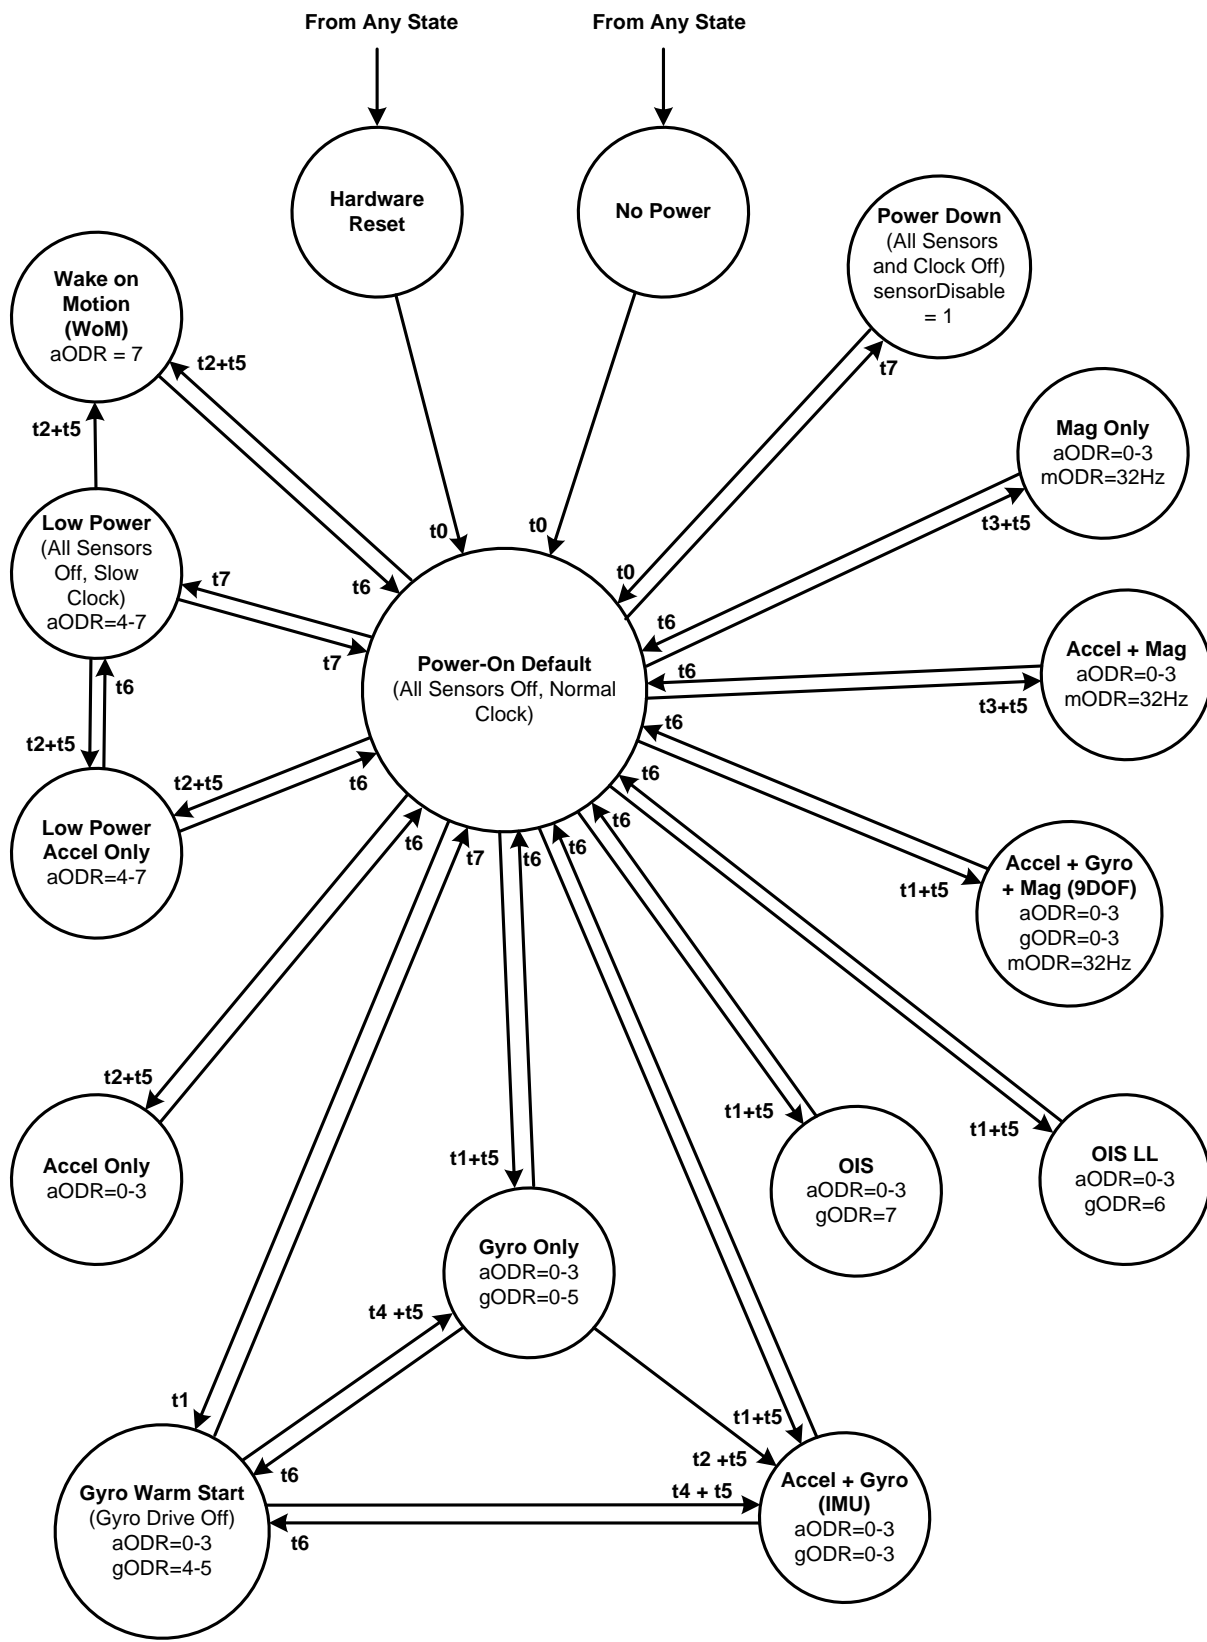 From Any State
From Any State
Hardware
Reset
No Power
Power Down
(All Sensors
and Clock Off)
sensorDisable
= 1
Wake on
Motion
(WoM)
aODR = 7
t2+t5
t7
t2+t5
Mag Only
aODR=0-3
mODR=32Hz
Low Power
(All Sensors
Off, Slow
Clock)
aODR=4-7
t0
t0
t0
t3+t5
t6
t7
t7
t6
Power-On Default
(All Sensors Off, Normal
Clock)
Accel + Mag
aODR=0-3
mODR=32Hz
t6
t3+t5
t6
t6
t2+t5
t2+t5
t6
t6
Low Power
Accel Only
aODR=4-7
t6
t7
t6
t6
t6
Accel + Gyro
+ Mag (9DOF)
aODR=0-3
gODR=0-3
mODR=32Hz
t1+t5
t2+t5
Accel Only
aODR=0-3
t1+t5
t1+t5
t1+t5
OIS
aODR=0-3
gODR=7
OIS LL
aODR=0-3
gODR=6
Gyro Only
aODR=0-3
gODR=0-5
t4 +t5
t1
t1+t5
t2 +t5
t6
t4 + t5
t6
Gyro Warm Start
(Gyro Drive Off)
aODR=0-3
gODR=4-5
Accel + Gyro
(IMU)
aODR=0-3
gODR=0-3